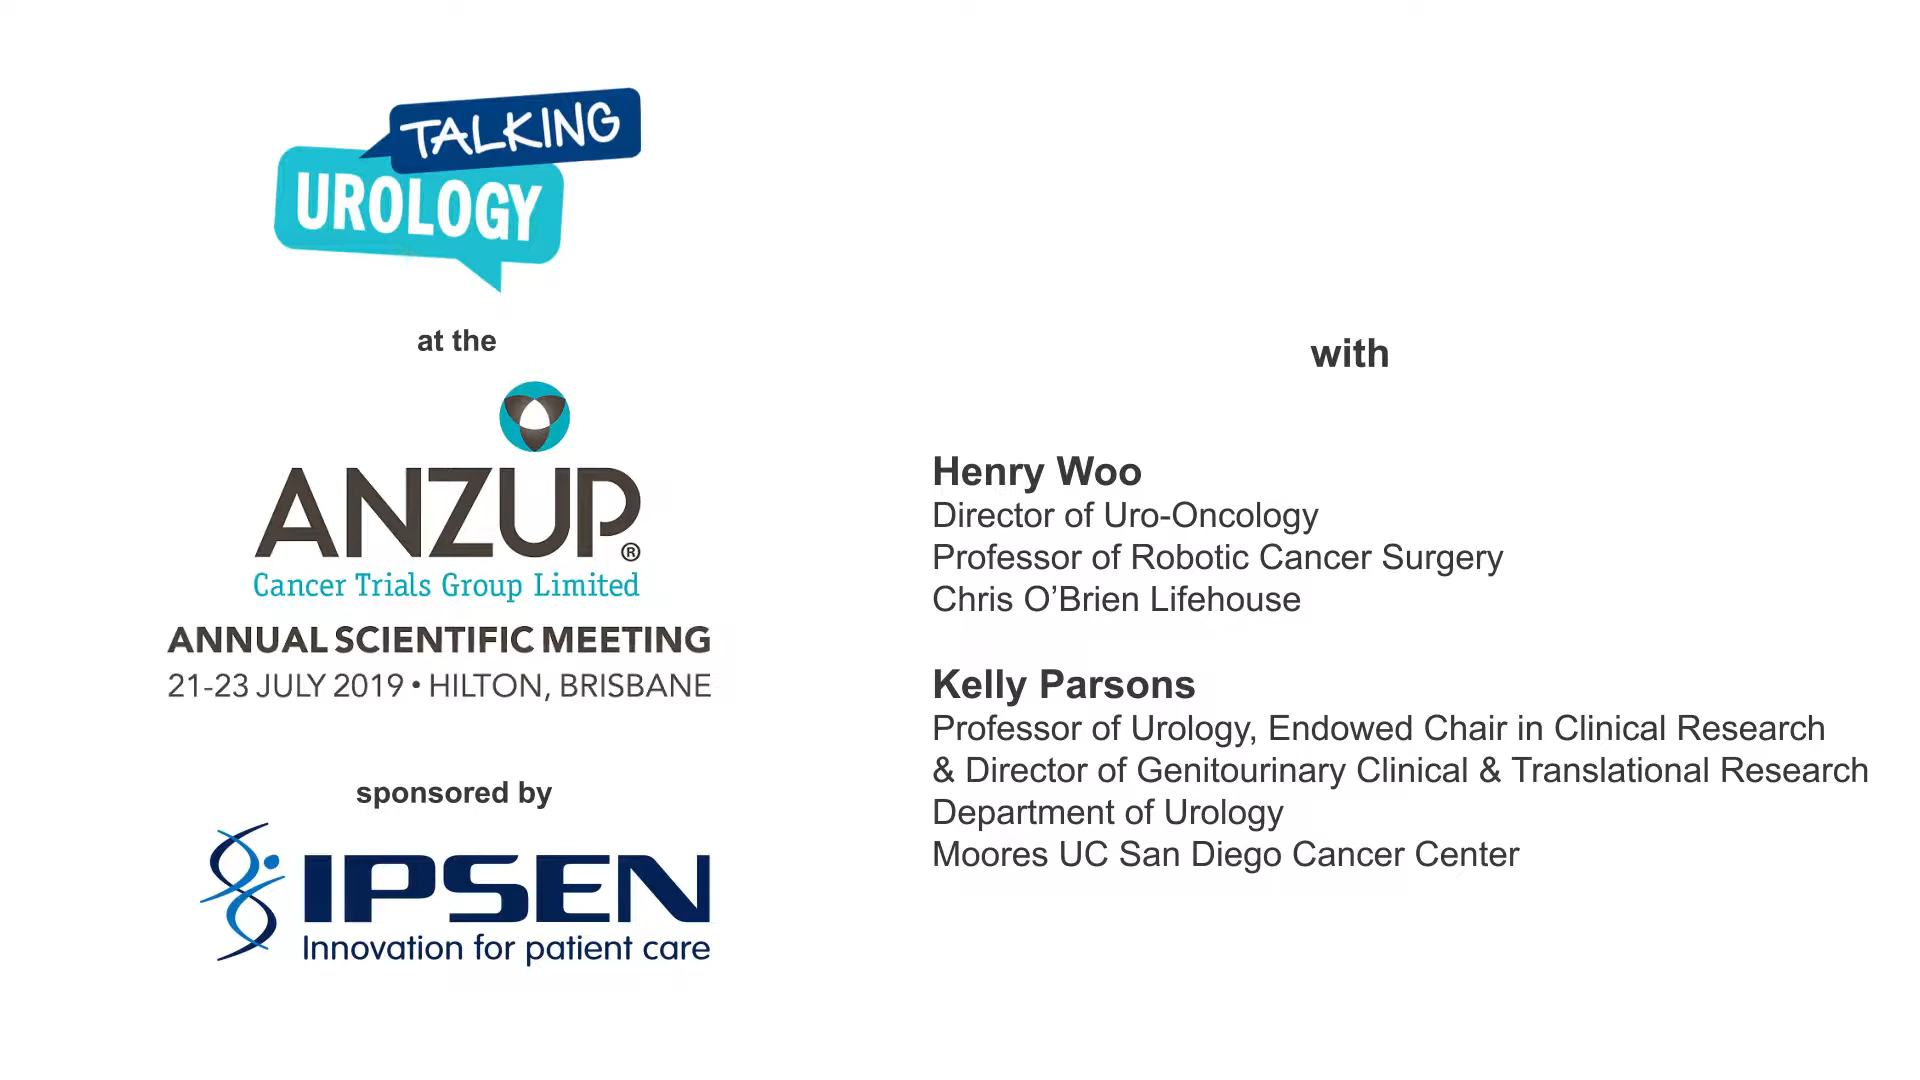 TALKING
UROLOGY
at the
ANZUP®
Cancer Trials Group Limited
ANNUAL SCIENTIFIC MEETING
21-23 JULY 2019 • HILTON, BRISBANE
sponsored by
IPSEN
Innovation for patient care
with
Henry Woo
Director of Uro-Oncology
Professor of Robotic Cancer Surgery
Chris O’Brien Lifehouse
Kelly Parsons
Professor of Urology, Endowed Chair in Clinical Research
& Director of Genitourinary Clinical & Translational Research
Department of Urology
Moores UC San Diego Cancer Center